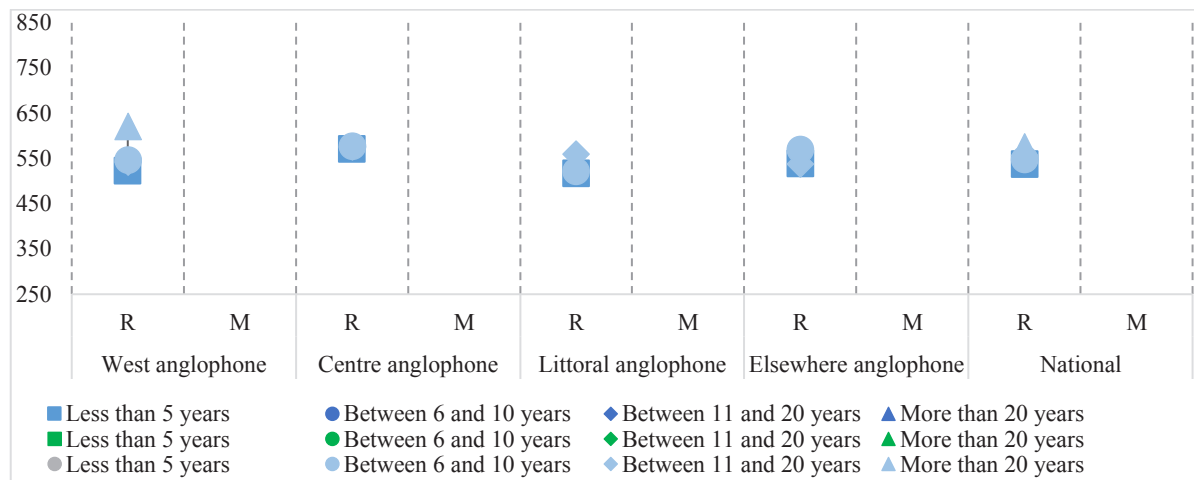 850
750
650
550
450
350
250
R M R M R M R M R M
West anglophone Centre anglophone Littoral anglophone Elsewhere anglophone National
Less than 5 years Between 6 and 10 years Between 11 and 20 years More than 20 years
Less than 5 years Between 6 and 10 years Between 11 and 20 years More than 20 years
Less than 5 years Between 6 and 10 years Between 11 and 20 years More than 20 years